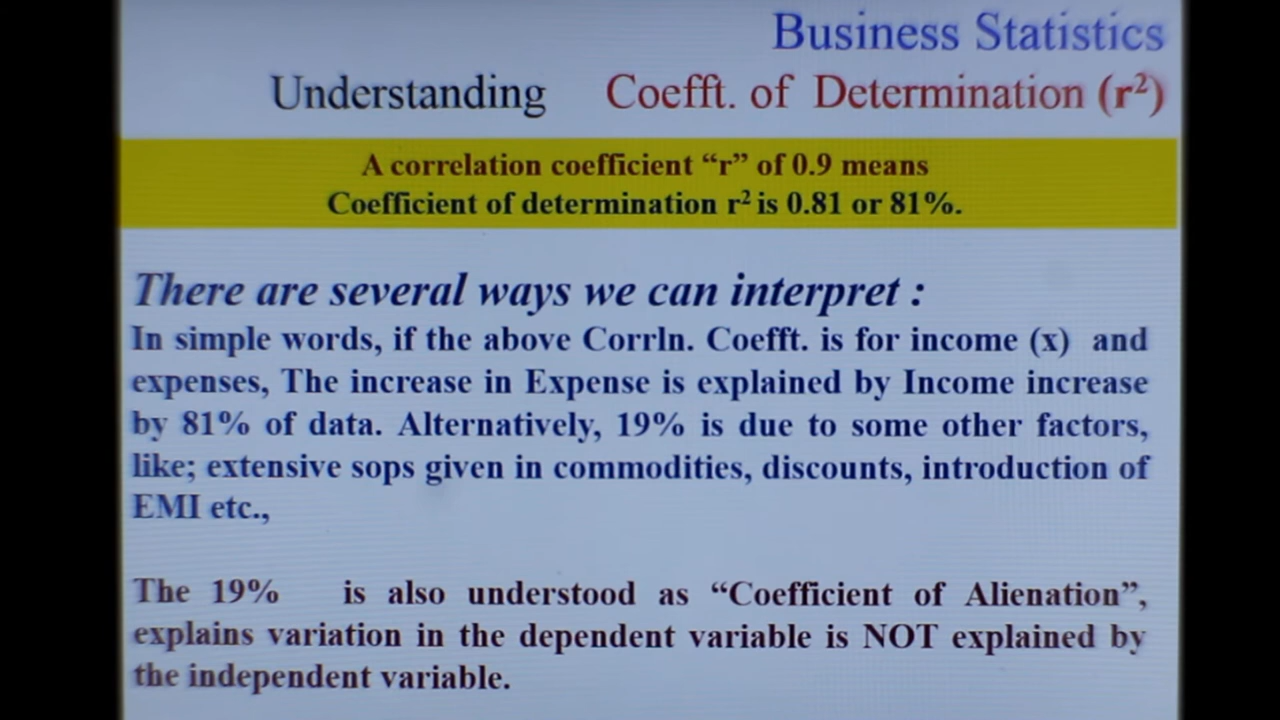 Business Statistics
Understanding Coefft. of Determination (r²)
A correlation coefficient “r” of 0.9 means
Coefficient of determination r² is 0.81 or 81%.
There are several ways we can interpret :
In simple words, if the above Corrln. Coefft. is for income (x) and
expenses, The increase in Expense is explained by Income increase
by 81% of data. Alternatively, 19% is due to some other factors,
like; extensive sops given in commodities, discounts, introduction of
EMI etc.,
The 19% is also understood as “Coefficient of Alienation”,
explains variation in the dependent variable is NOT explained by
the independent variable.